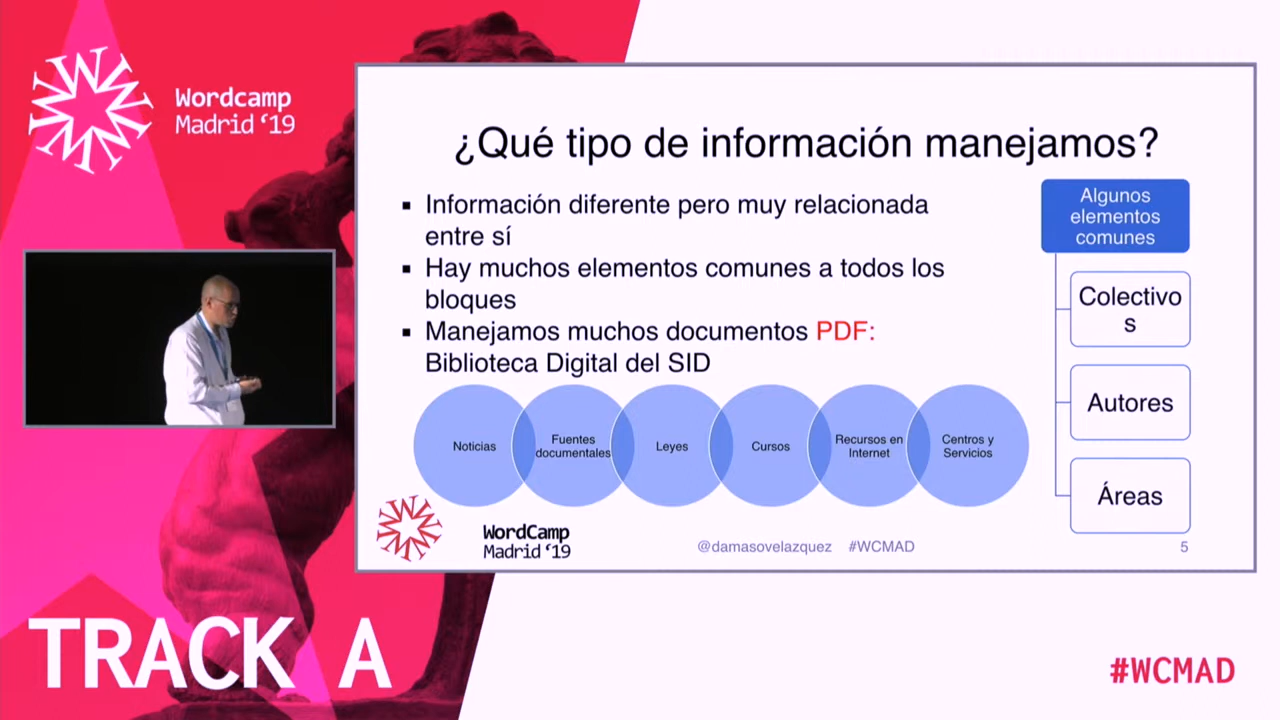 Wordcamp
Madrid ‘19
¿Qué tipo de información manejamos?
▪ Información diferente pero muy relacionada
entre sí
▪ Hay muchos elementos comunes a todos los
bloques
▪ Manejamos muchos documentos PDF:
Biblioteca Digital del SID
Noticias
Fuentes
documentales
Leyes
Cursos
Recursos en
Internet
Centros y
Servicios
Algunos
elementos
comunes
Colectivo
s
Autores
Áreas
WordCamp
Madrid ‘19
@damasovelazquez #WCMAD
5
TRACK A
#WCMAD